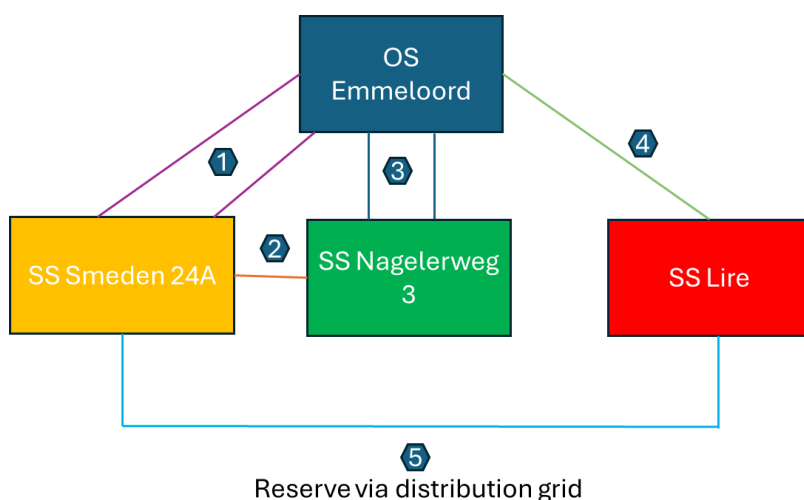 OS
Emmeloord
1
3
4
2
SS Smeden 24A
SS Nagelerweg
3
SS Lire
5
Reserve via distribution grid